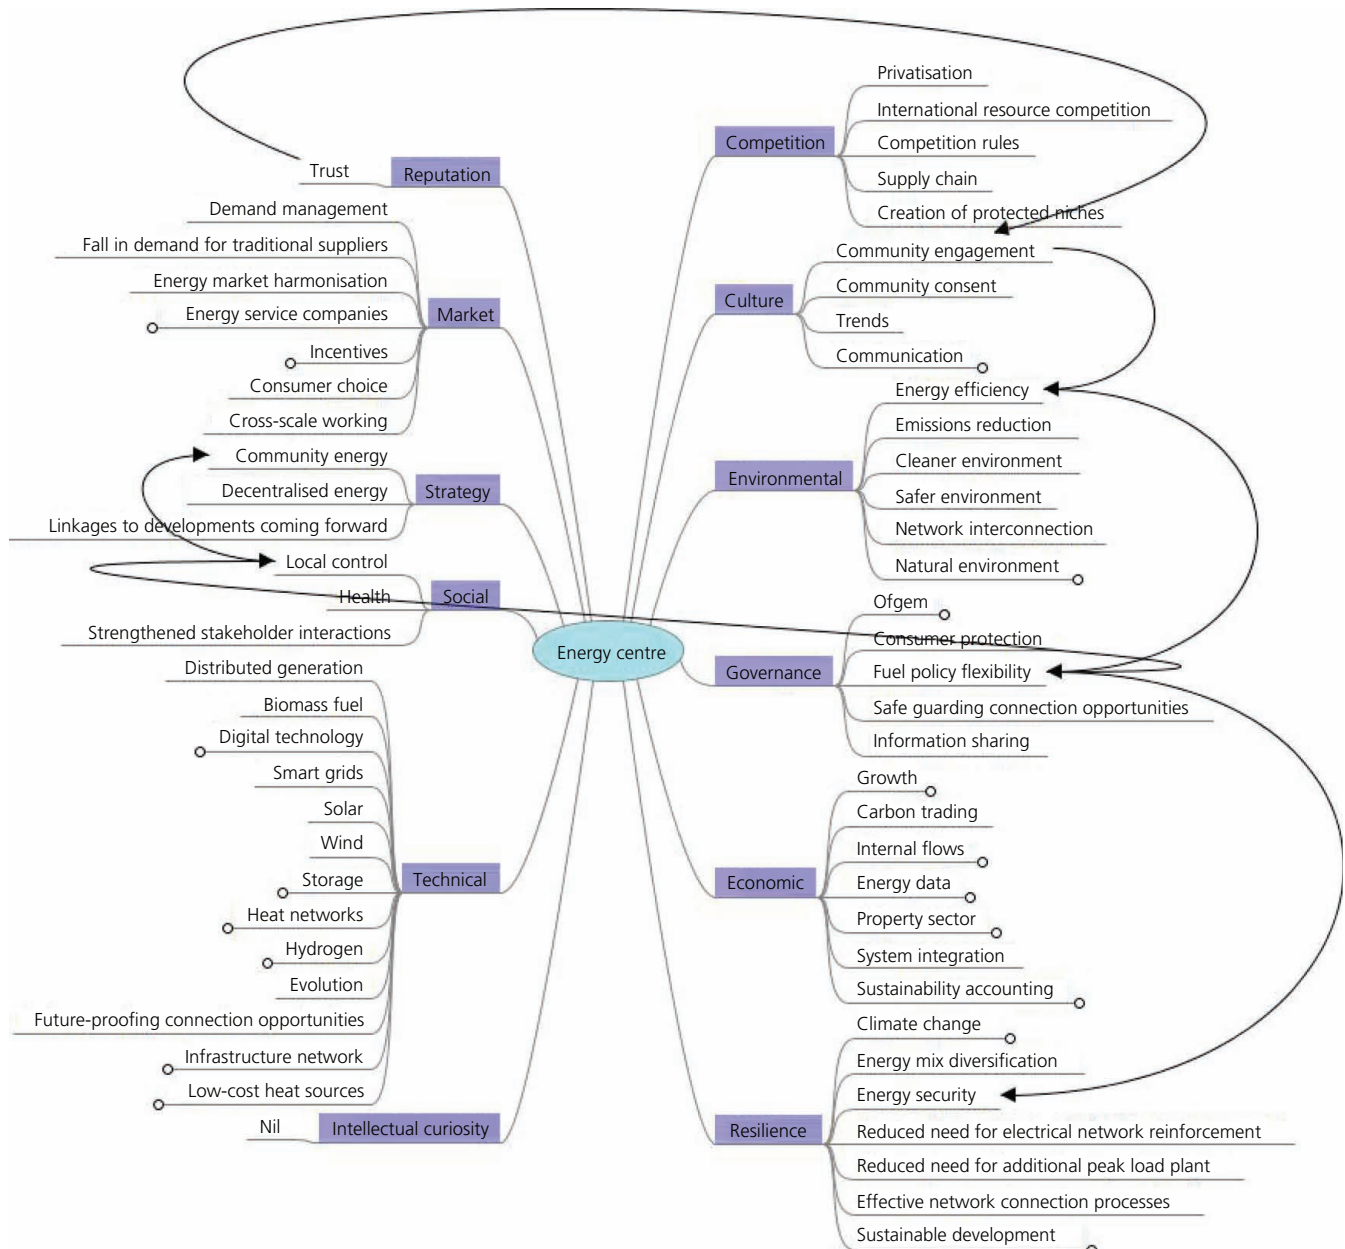 Energy centre
Reputation
Trust
Market
Demand management
Fall in demand for traditional suppliers
Energy market harmonisation
Energy service companies
Incentives
Consumer choice
Cross-scale working
Strategy
Community energy
Decentralised energy
Linkages to developments coming forward
Social
Local control
Health
Strengthened stakeholder interactions
Technical
Distributed generation
Biomass fuel
Digital technology
Smart grids
Solar
Wind
Storage
Heat networks
Hydrogen
Evolution
Future-proofing connection opportunities
Infrastructure network
Low-cost heat sources
Intellectual curiosity
Nil
Competition
Privatisation
International resource competition
Competition rules
Supply chain
Creation of protected niches
Culture
Community engagement
Community consent
Trends
Communication
Environmental
Energy efficiency
Emissions reduction
Cleaner environment
Safer environment
Network interconnection
Natural environment
Governance
Ofgem
Consumer protection
Fuel policy flexibility
Safe guarding connection opportunities
Information sharing
Economic
Growth
Carbon trading
Internal flows
Energy data
Property sector
System integration
Sustainability accounting
Resilience
Climate change
Energy mix diversification
Energy security
Reduced need for electrical network reinforcement
Reduced need for additional peak load plant
Effective network connection processes
Sustainable development